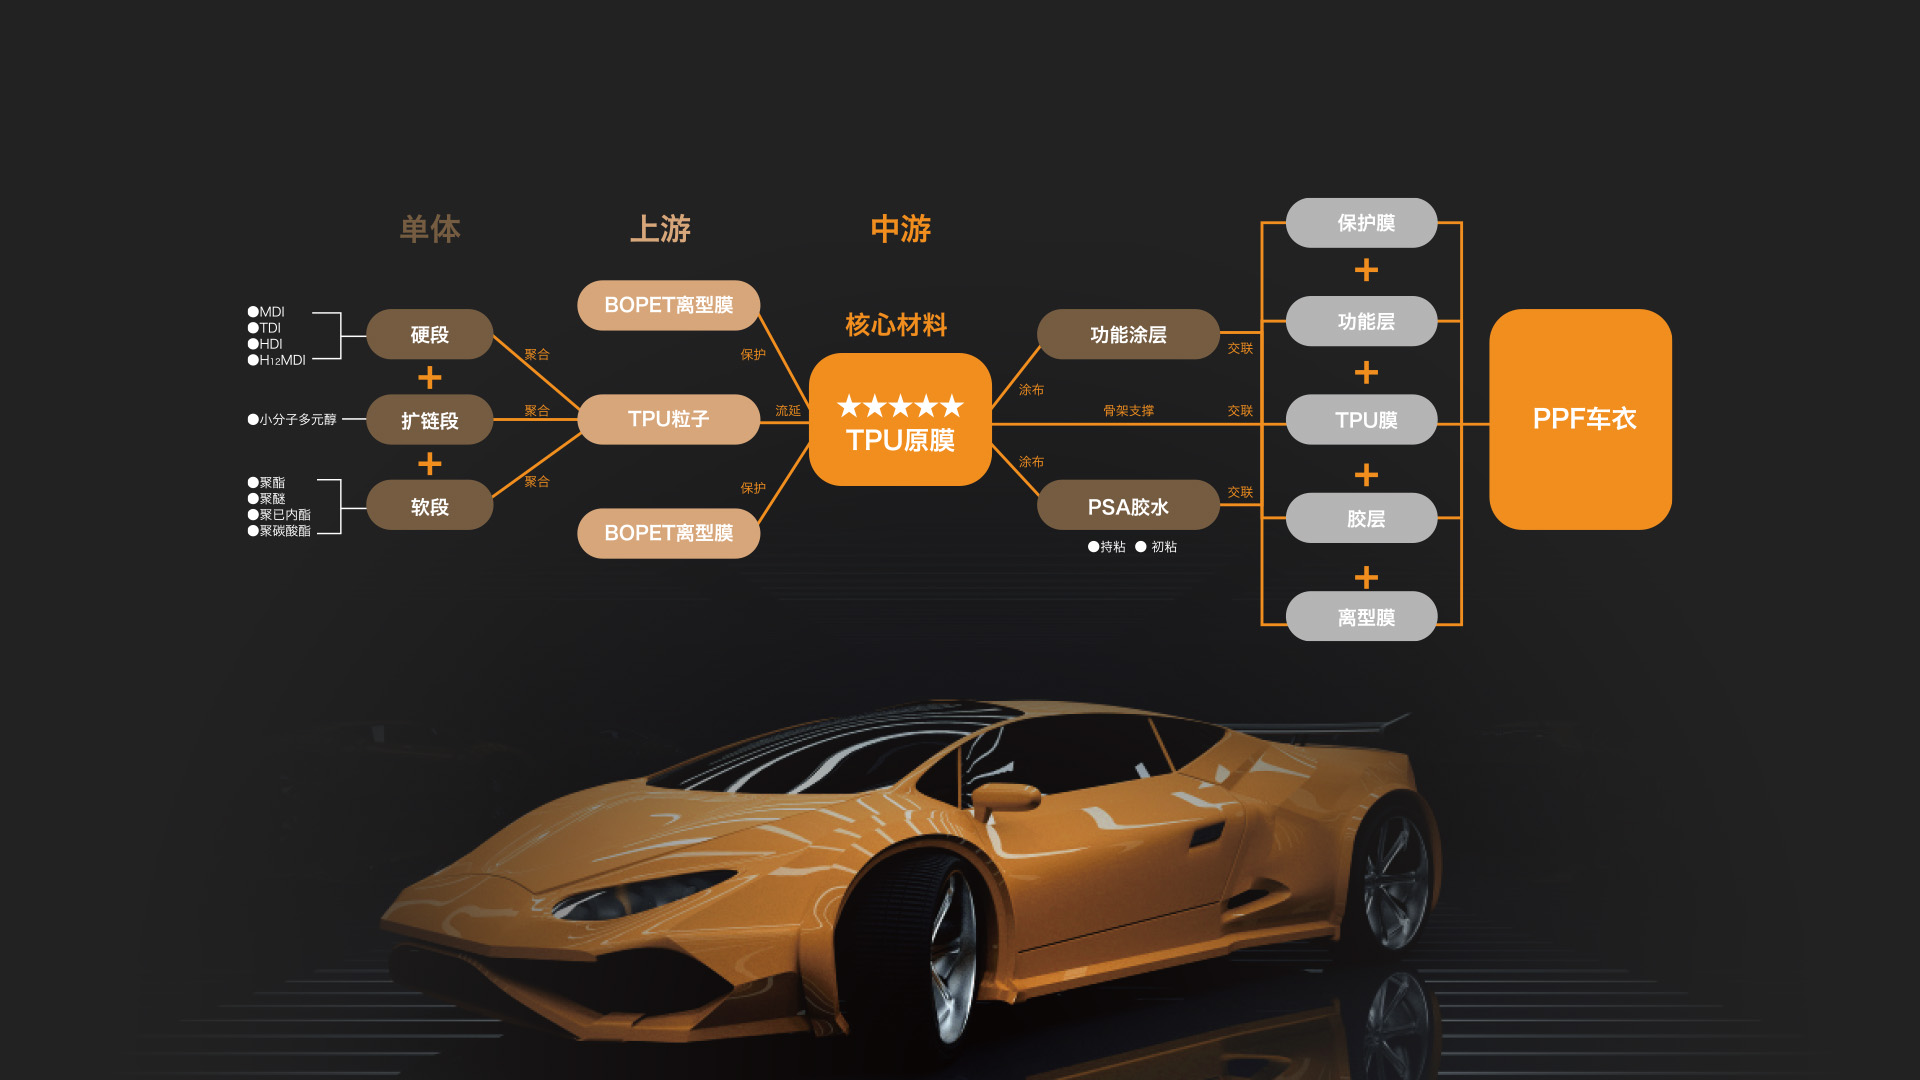 单体
上游
中游
●MDI
●TDI
●HDI
●H12MDI
硬段
●小分子多元醇
扩链段
●聚酯
●聚醚
●聚已内酯
●聚碳酸酯
软段
聚合
聚合
聚合
BOPET离型膜
TPU粒子
BOPET离型膜
保护
流延
保护
核心材料
★★★★★
TPU原膜
涂布
骨架支撑
涂布
功能涂层
PSA胶水
●持粘 ● 初粘
交联
交联
交联
保护膜
+
功能层
+
TPU膜
+
胶层
+
离型膜
PPF车衣